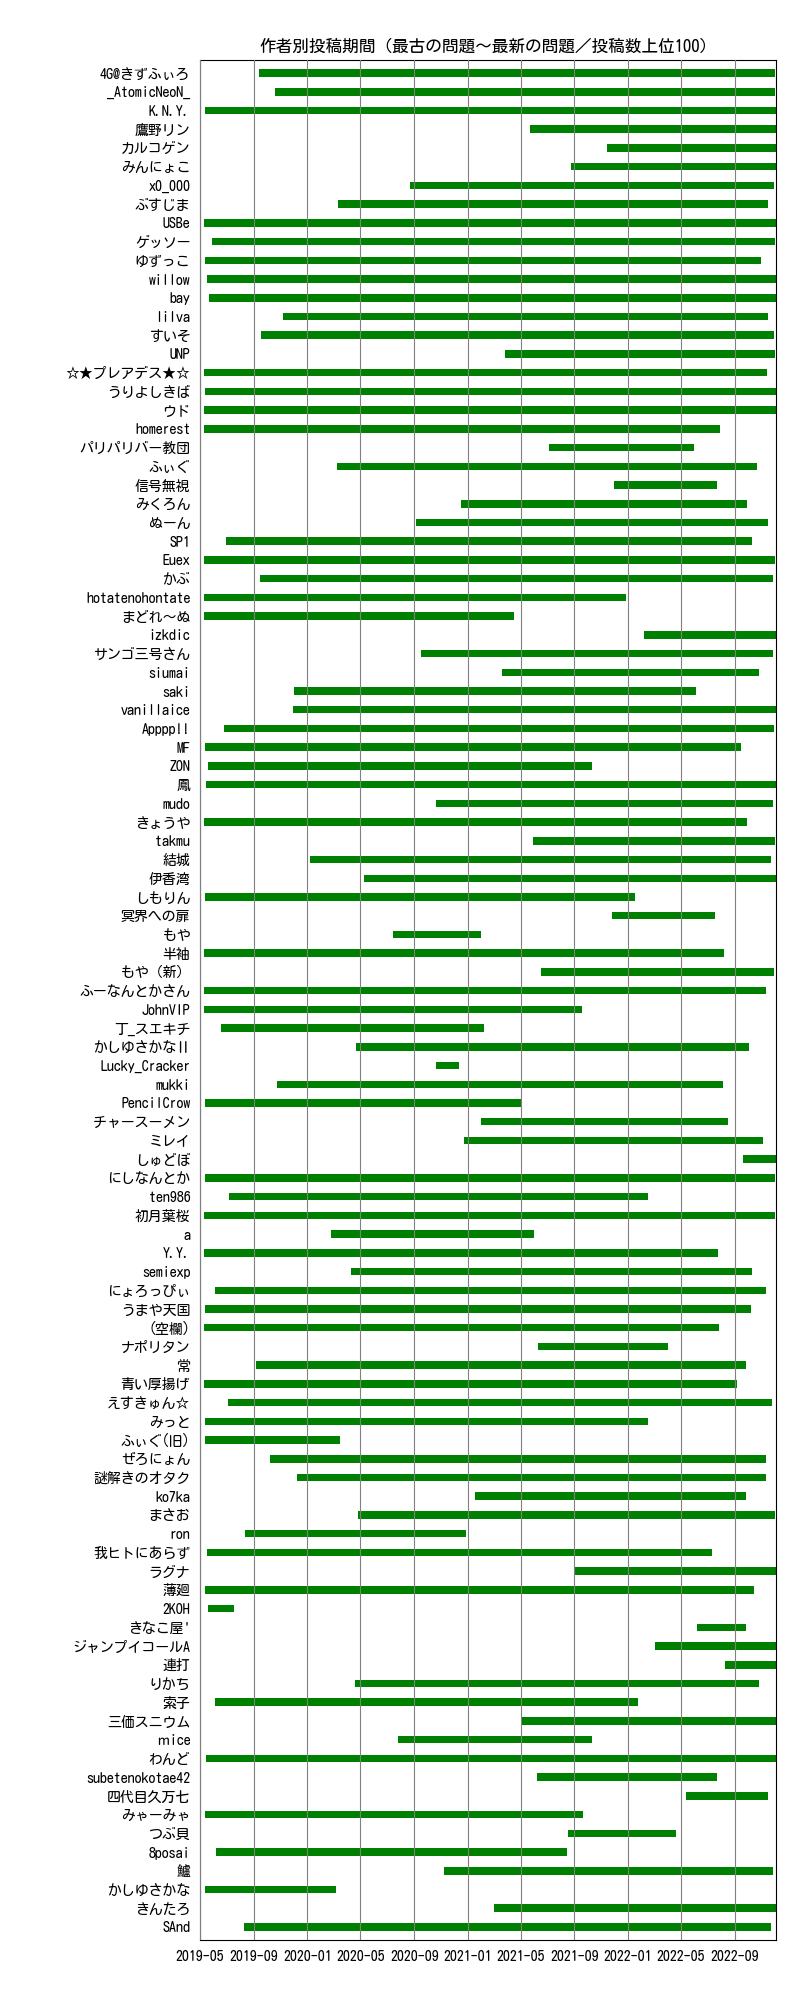 作者別投稿期間（最古の問題～最新の問題／投稿数上位100）
4G@きずふぃろ
_AtomicNeoN_
K.N.Y.
鷹野リン
カルコゲン
みんにょこ
x0_000
ぶすじま
USBe
ゲッソー
ゆずっこ
willow
bay
lilva
すいそ
UNP
☆★プレアデス★☆
うりよしきば
ウド
homerest
パリパリバー教団
ふぃぐ
信号無視
みくろん
ぬーん
SP1
Euex
かぶ
hotatenohontate
まどれ～ぬ
izkdic
サンゴ三号さん
siumai
saki
vanillaice
MF
ZON
鳳
mudo
きょうや
takmu
結城
伊香湾
しもりん
冥界への扉
もや
半袖
もや（新）
ふーなんとかさん
JohnVIP
丁_スエキチ
かしゆさかなⅡ
Lucky_Cracker
mukki
PencilCrow
チャースーメン
ミレイ
しゅどぼ
にしなんとか
ten986
初月葉桜
a
Y.Y.
semiexp
にょろっぴぃ
うまや天国
(空欄)
ナポリタン
常
青い厚揚げ
えすきゅん☆
みっと
ふぃぐ(旧)
ぜろにょん
謎解きのオタク
ko7ka
まさお
ron
我ヒトにあらず
ラグナ
薄廻
2KOH
きなこ屋'
ジャンプイコールA
連打
りかち
索子
三価スニウム
mice
わんど
subetenokotae42
四代目久万七
みゃーみゃ
つぶ貝
8posai
鱸
かしゆさかな
きんたろ
SAnd
2019-05 2019-09 2020-01 2020-05 2020-09 2021-01 2021-05 2021-09 2022-01 2022-05 2022-09